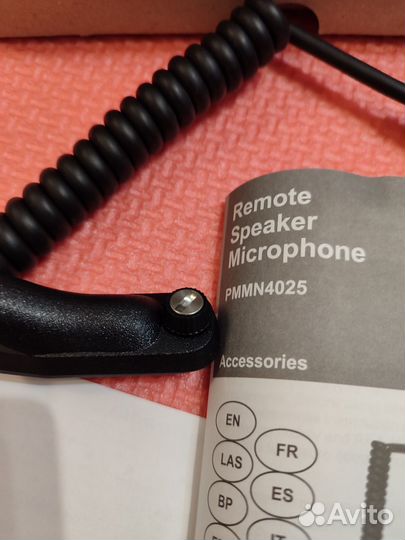 Remote
Speaker
Microphone
PMMN4025
Accessories
EN
FR
LAS
ES
BP
IT
Avito